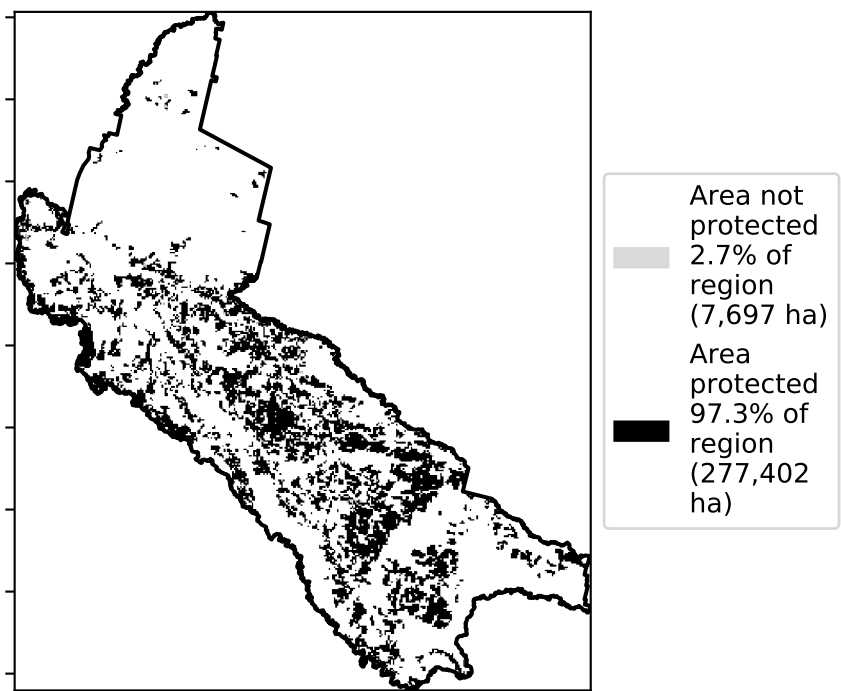 Area not
protected
2.7% of
region
(7,697 ha)
Area
protected
97.3% of
region
(277,402
ha)